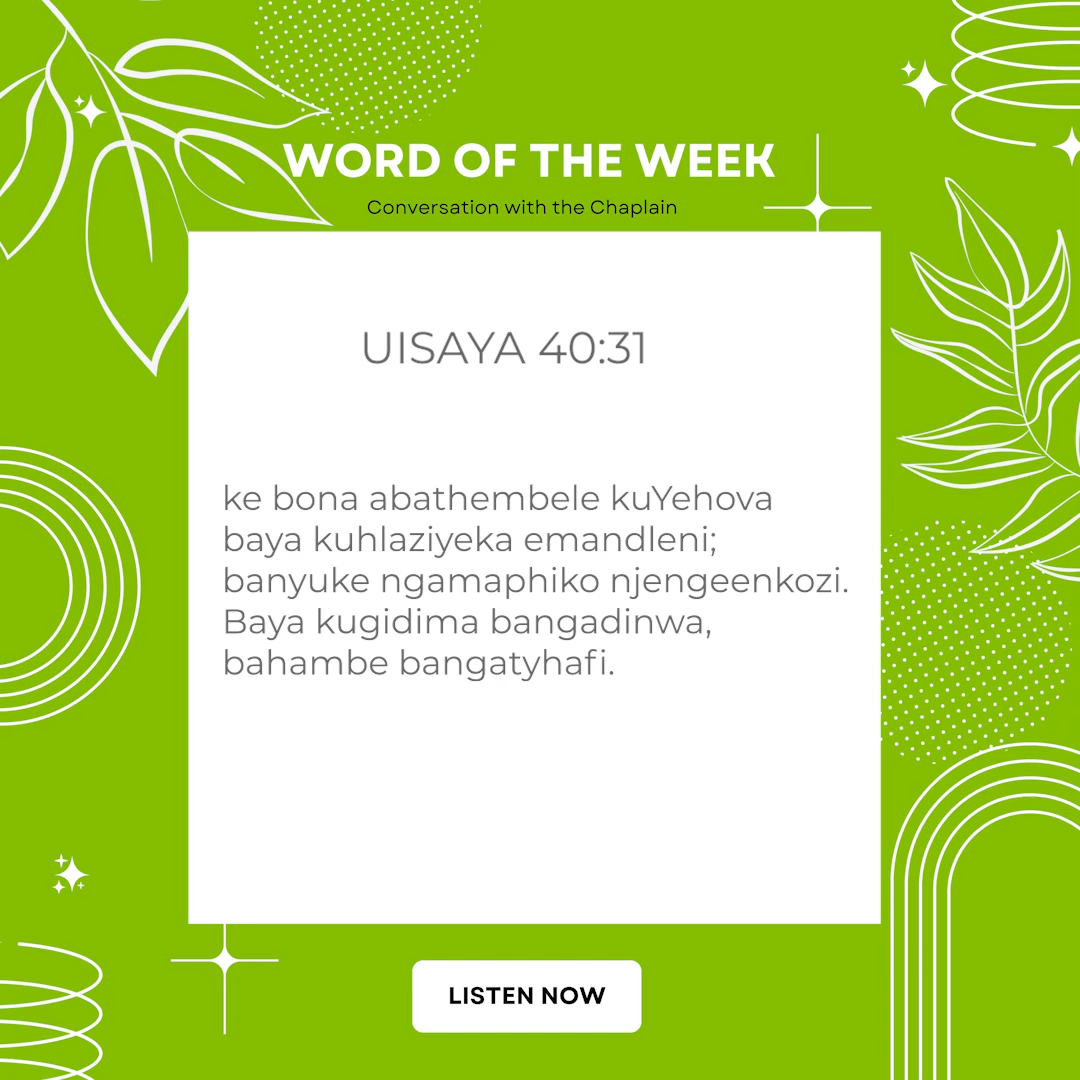 WORD OF THE WEEK
Conversation with the Chaplain
UISAYA 40:31
ke bona abathembele kuYehova
baya kuhlaziyeka emandleni;
banyuke ngamaphiko njengeenkozi.
Baya kugidima bangadinwa,
bahambe bangatyhafi.
LISTEN NOW